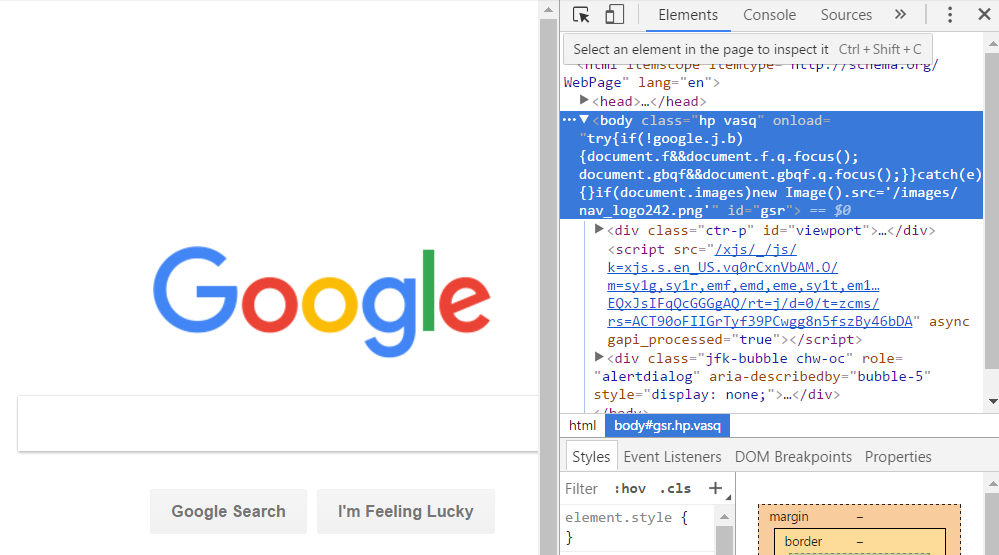 Google
Google Search
I'm Feeling Lucky
Elements Console Sources »
Select an element in the page to inspect it Ctrl + Shift + C
<html itemscope itemtype="http://schema.org/
WebPage" lang="en">
<head>…</head>
<body class="hp vasq" onload=
"try{if(!google.j.b)
{document.f&&document.f.q.focus();
document.gbqf&&document.gbqf.q.focus();}}catch(e)
{}if(document.images)new Image().src='/images/
nav_logo242.png'" id="gsr"> == $0
<div class="ctr-p" id="viewport">…</div>
<script src="/xjs/_/js/
k=xjs.s.en_US.vq0rCxnVbAM.O/
m=sy1g,sy1r,emf,emd,eme,sy1t,em1…
EQxJsIFqQcGGGgAQ/rt=j/d=0/t=zcms/
rs=ACT90oFIIGrTyf39PCwgg8n5fszBy46bDA" async
gapi_processed="true"></script>
<div class="jfk-bubble chw-oc" role=
"alertdialog" aria-describedby="bubble-5"
style="display: none;">…</div>
</body>
html body#gsr.hp.vasq
Styles Event Listeners DOM Breakpoints Properties
Filter :hov .cls +
element.style {
}
margin –
border –